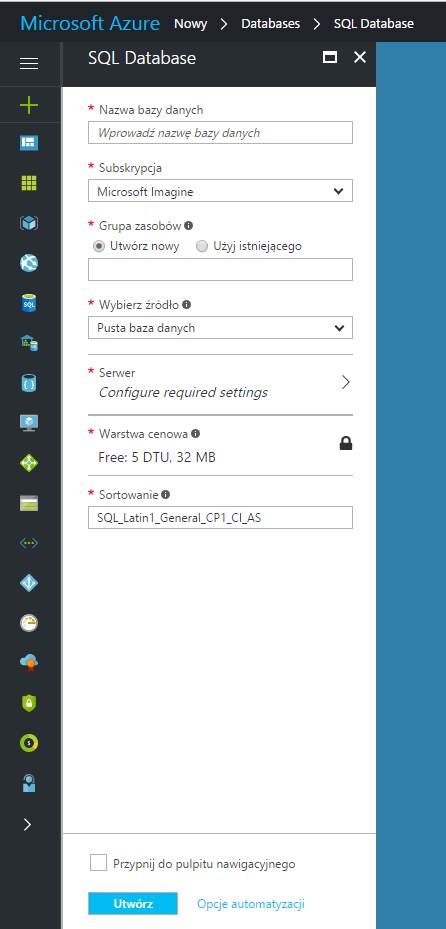 Microsoft Azure Nowy > Databases > SQL Database
SQL Database
* Nazwa bazy danych
Wprowadź nazwę bazy danych
* Subskrypcja
Microsoft Imagine
* Grupa zasobów
Utwórz nowy Użyj istniejącego
* Wybierz źródło
Pusta baza danych
* Serwer
Configure required settings
* Warstwa cenowa
Free: 5 DTU, 32 MB
* Sortowanie
SQL_Latin1_General_CP1_CI_AS
SQL
Przypnij do pulpitu nawigacyjnego
Utwórz Opcje automatyzacji